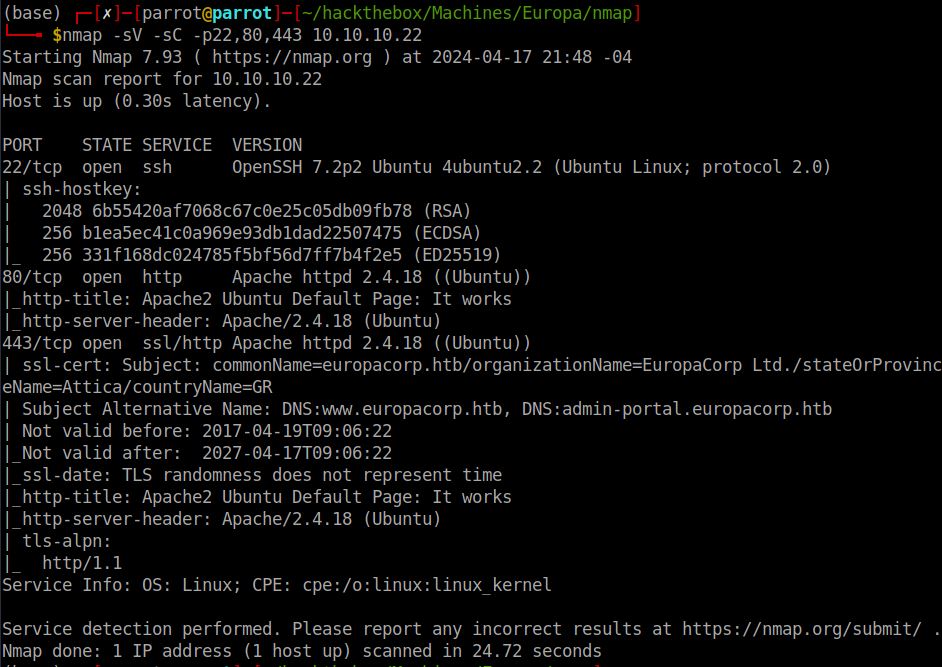 (base) ┌─[✗]─[parrot@parrot]─[~/hackthebox/Machines/Europa/nmap]
└──╼ $nmap -sV -sC -p22,80,443 10.10.10.22
Starting Nmap 7.93 ( https://nmap.org ) at 2024-04-17 21:48 -04
Nmap scan report for 10.10.10.22
Host is up (0.30s latency).

PORT    STATE SERVICE  VERSION
22/tcp  open  ssh      OpenSSH 7.2p2 Ubuntu 4ubuntu2.2 (Ubuntu Linux; protocol 2.0)
| ssh-hostkey:
|   2048 6b55420af7068c67c0e25c05db09fb78 (RSA)
|   256 b1ea5ec41c0a969e93db1dad22507475 (ECDSA)
|_  256 331f168dc024785f5bf56d7ff7b4f2e5 (ED25519)
80/tcp  open  http     Apache httpd 2.4.18 ((Ubuntu))
|_http-title: Apache2 Ubuntu Default Page: It works
|_http-server-header: Apache/2.4.18 (Ubuntu)
443/tcp open  ssl/http Apache httpd 2.4.18 ((Ubuntu))
| ssl-cert: Subject: commonName=europacorp.htb/organizationName=EuropaCorp Ltd./stateOrProvinc
eName=Attica/countryName=GR
| Subject Alternative Name: DNS:www.europacorp.htb, DNS:admin-portal.europacorp.htb
| Not valid before: 2017-04-19T09:06:22
|_Not valid after:  2027-04-17T09:06:22
|_ssl-date: TLS randomness does not represent time
|_http-title: Apache2 Ubuntu Default Page: It works
|_http-server-header: Apache/2.4.18 (Ubuntu)
| tls-alpn:
|_  http/1.1
Service Info: OS: Linux; CPE: cpe:/o:linux:linux_kernel

Service detection performed. Please report any incorrect results at https://nmap.org/submit/ .
Nmap done: 1 IP address (1 host up) scanned in 24.72 seconds